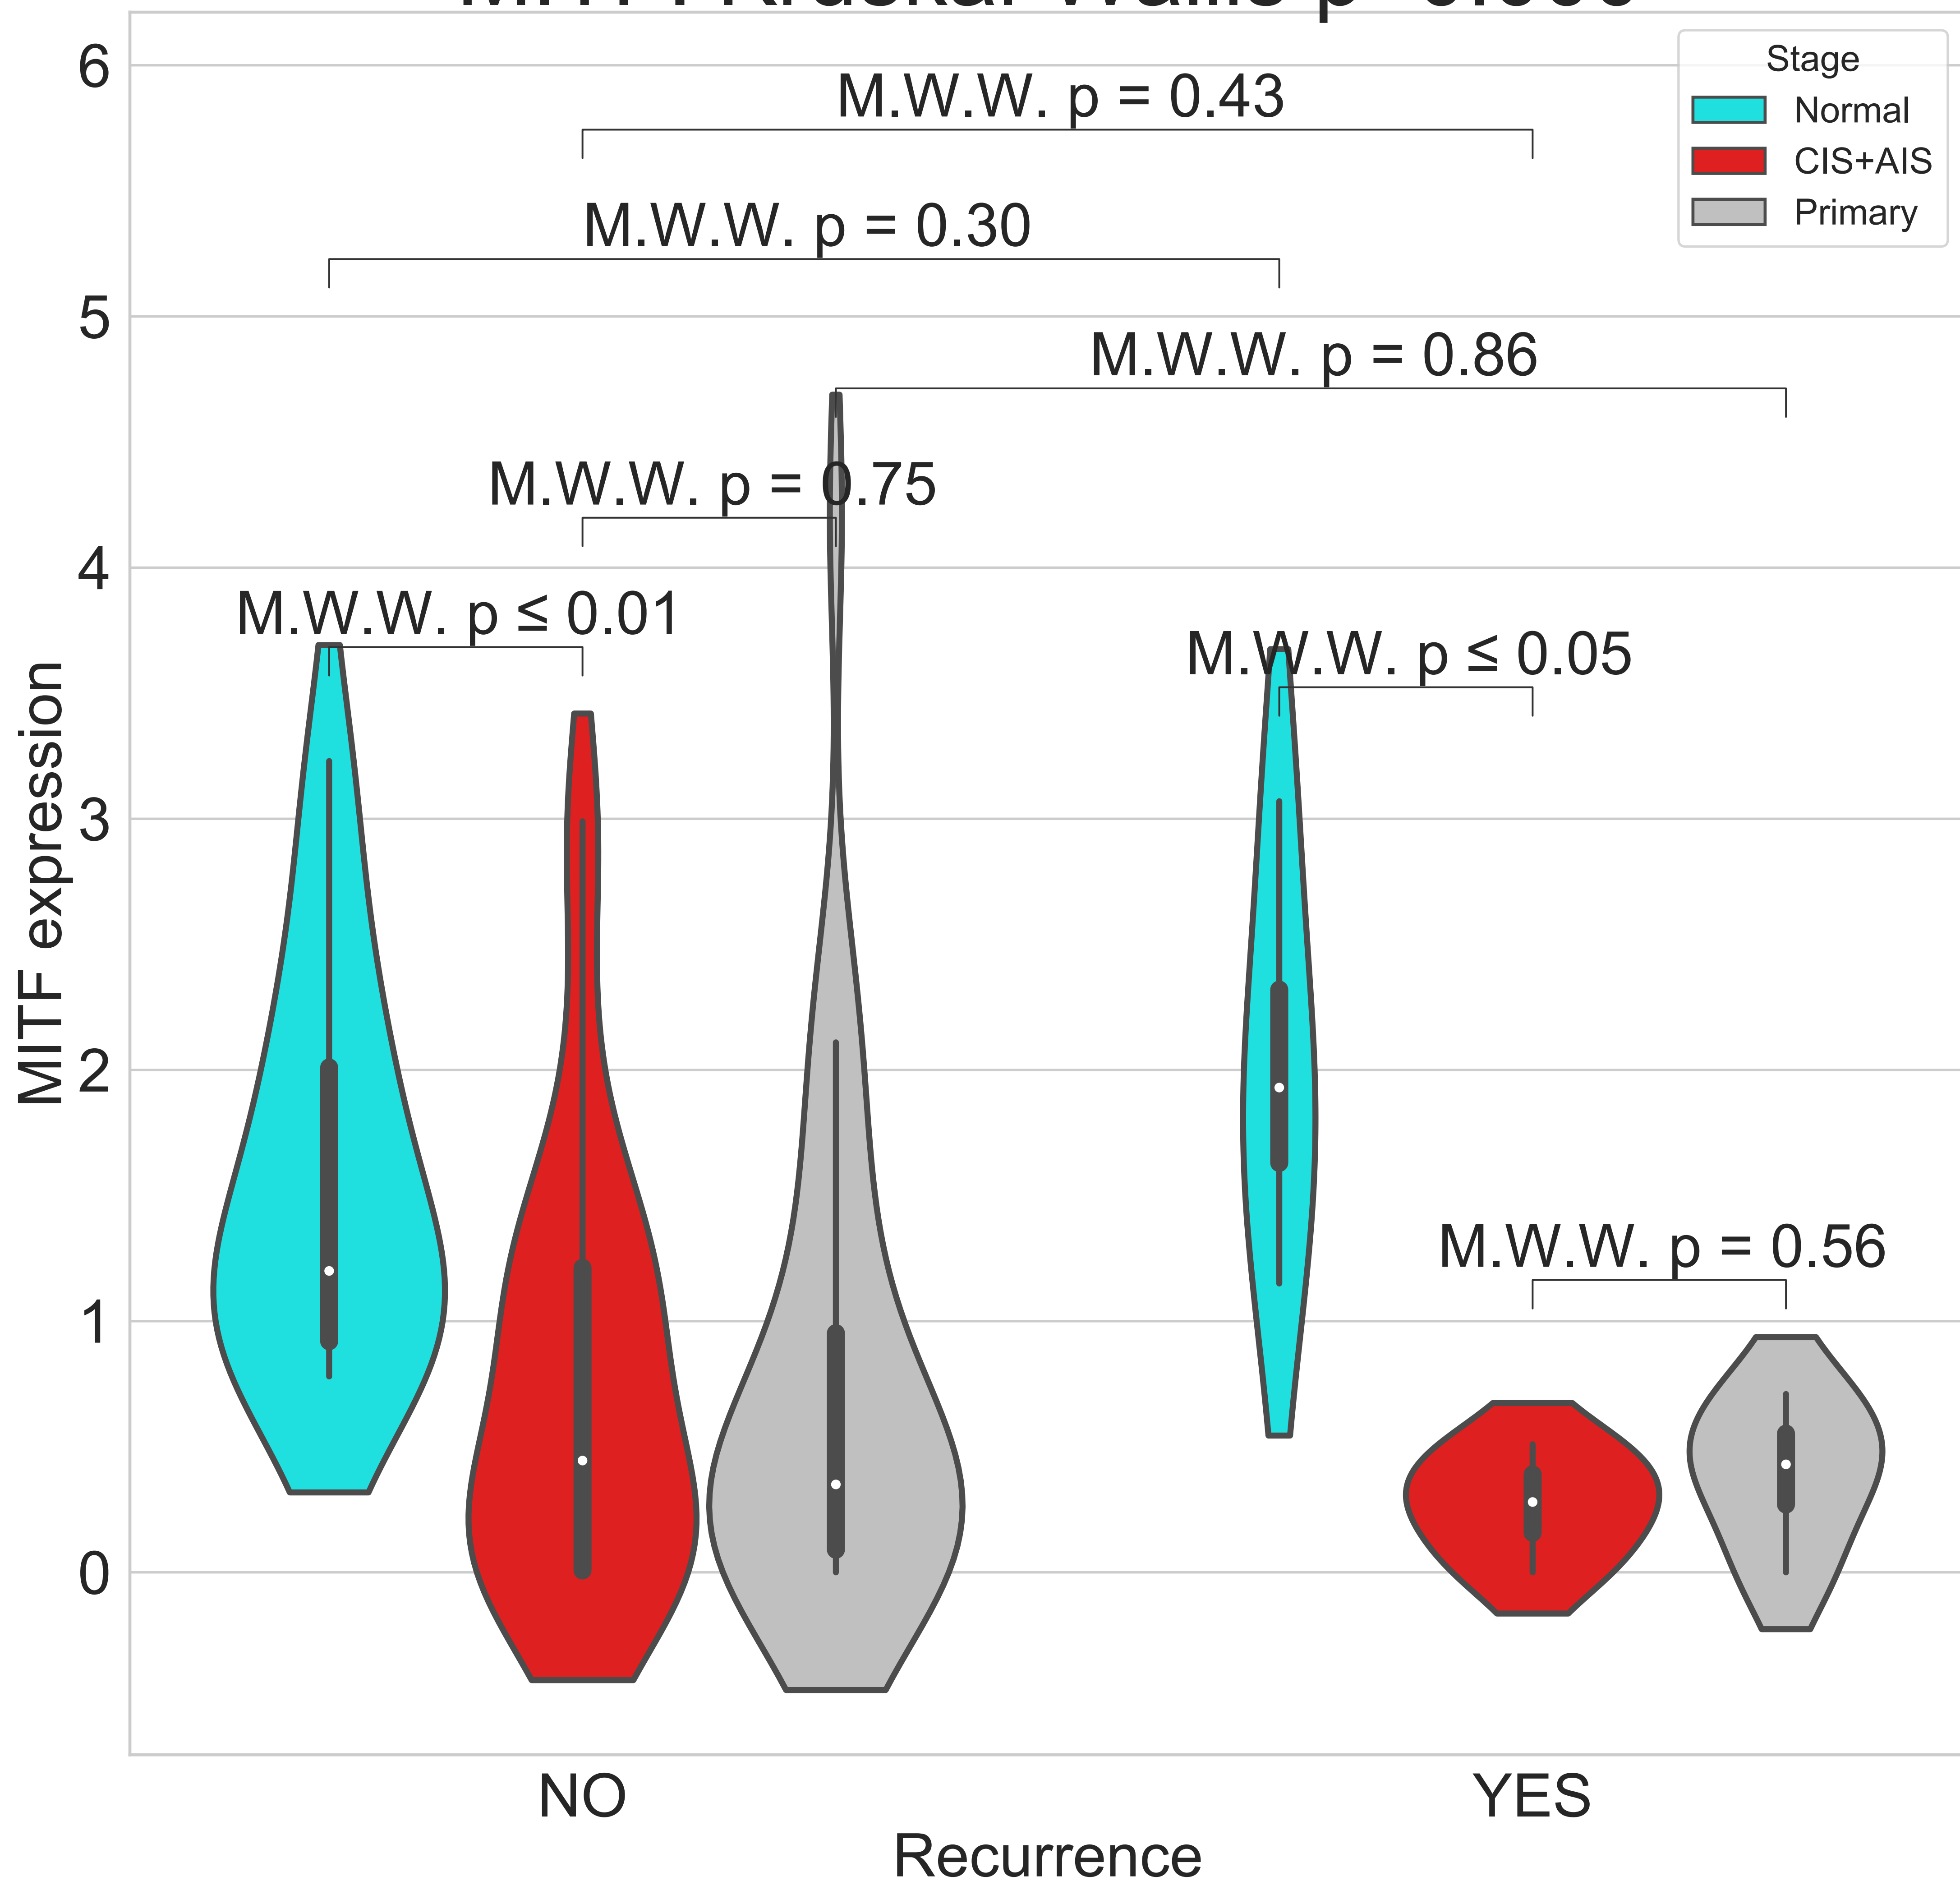 Stage
Normal
CIS+AIS
Primary
M.W.W. p = 0.43
M.W.W. p = 0.30
M.W.W. p = 0.86
M.W.W. p = 0.75
M.W.W. p ≤ 0.01
M.W.W. p ≤ 0.05
M.W.W. p = 0.56
MITF expression
6
5
4
3
2
1
0
NO
YES
Recurrence